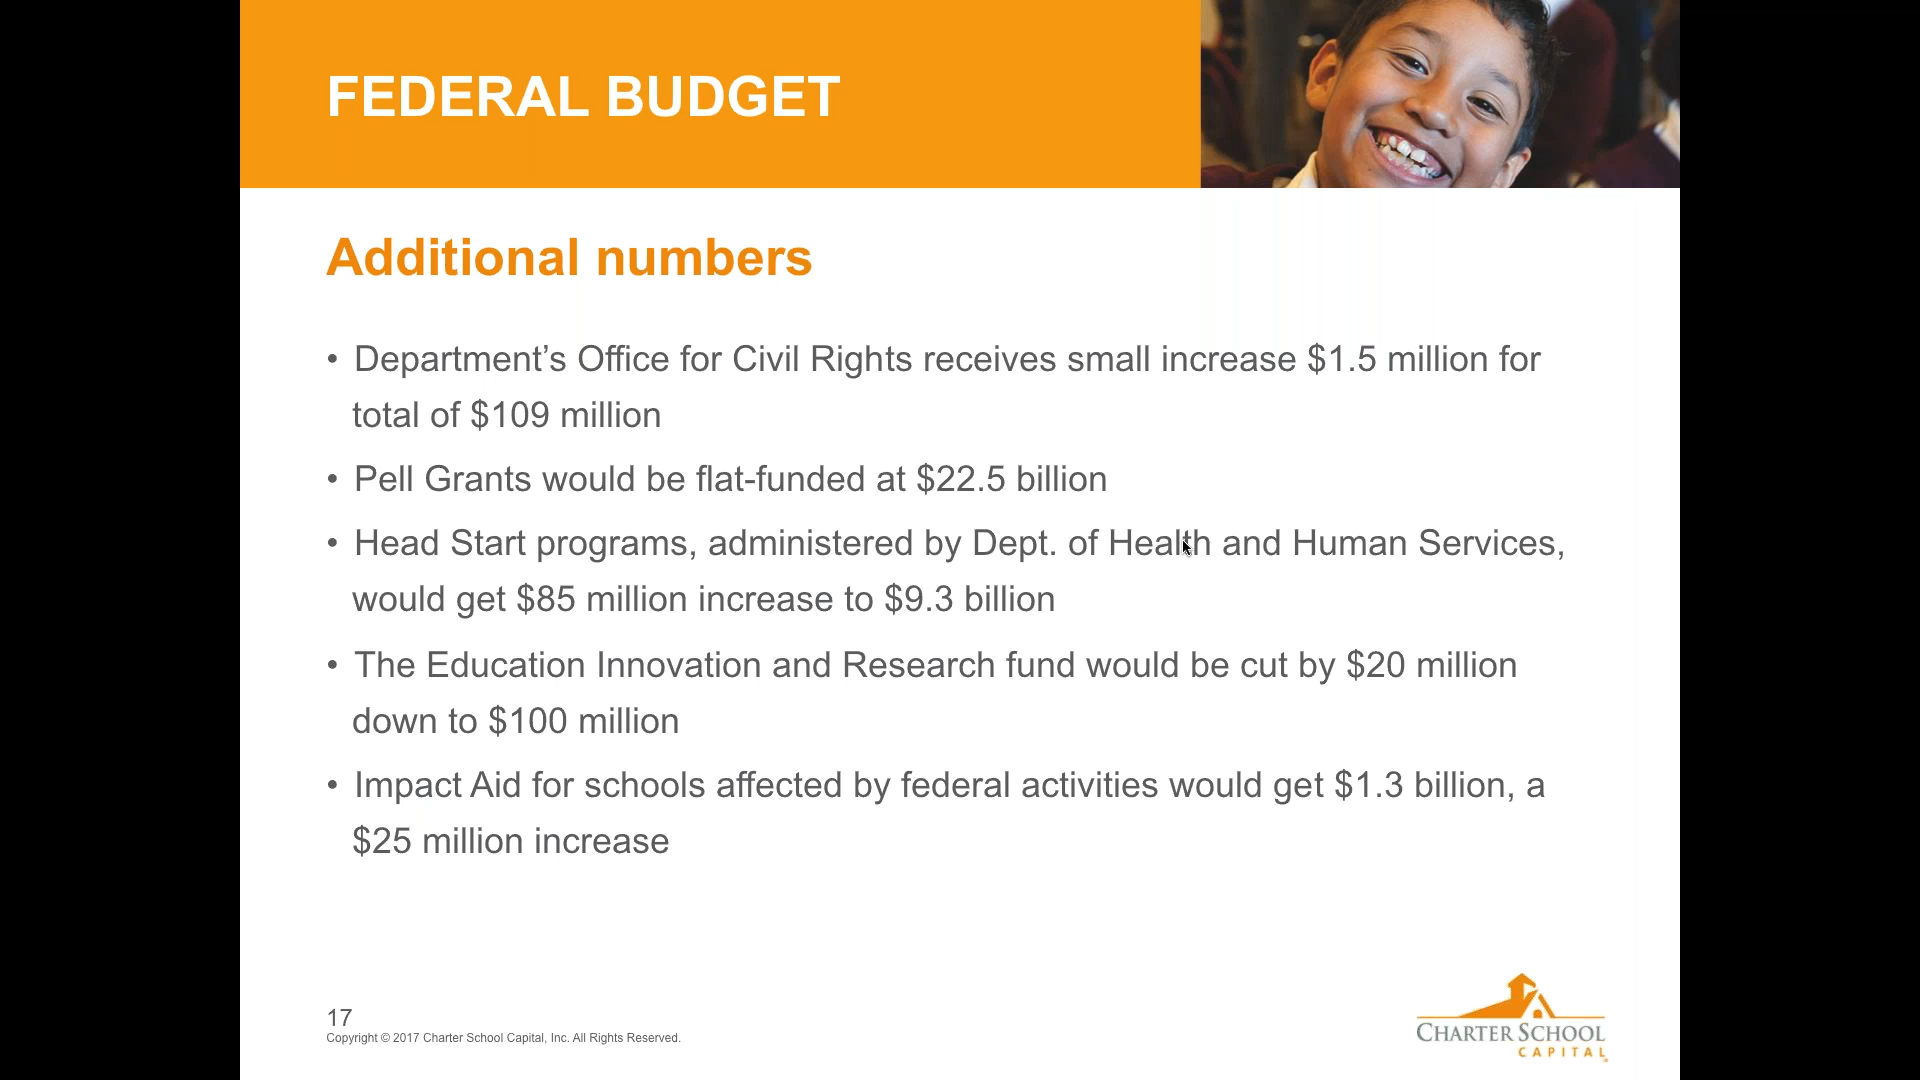 FEDERAL BUDGET
Additional numbers
• Department’s Office for Civil Rights receives small increase $1.5 million for
total of $109 million
• Pell Grants would be flat-funded at $22.5 billion
• Head Start programs, administered by Dept. of Health and Human Services,
would get $85 million increase to $9.3 billion
• The Education Innovation and Research fund would be cut by $20 million
down to $100 million
• Impact Aid for schools affected by federal activities would get $1.3 billion, a
$25 million increase
17
Copyright © 2017 Charter School Capital, Inc. All Rights Reserved.
CHARTER SCHOOL
CAPITAL